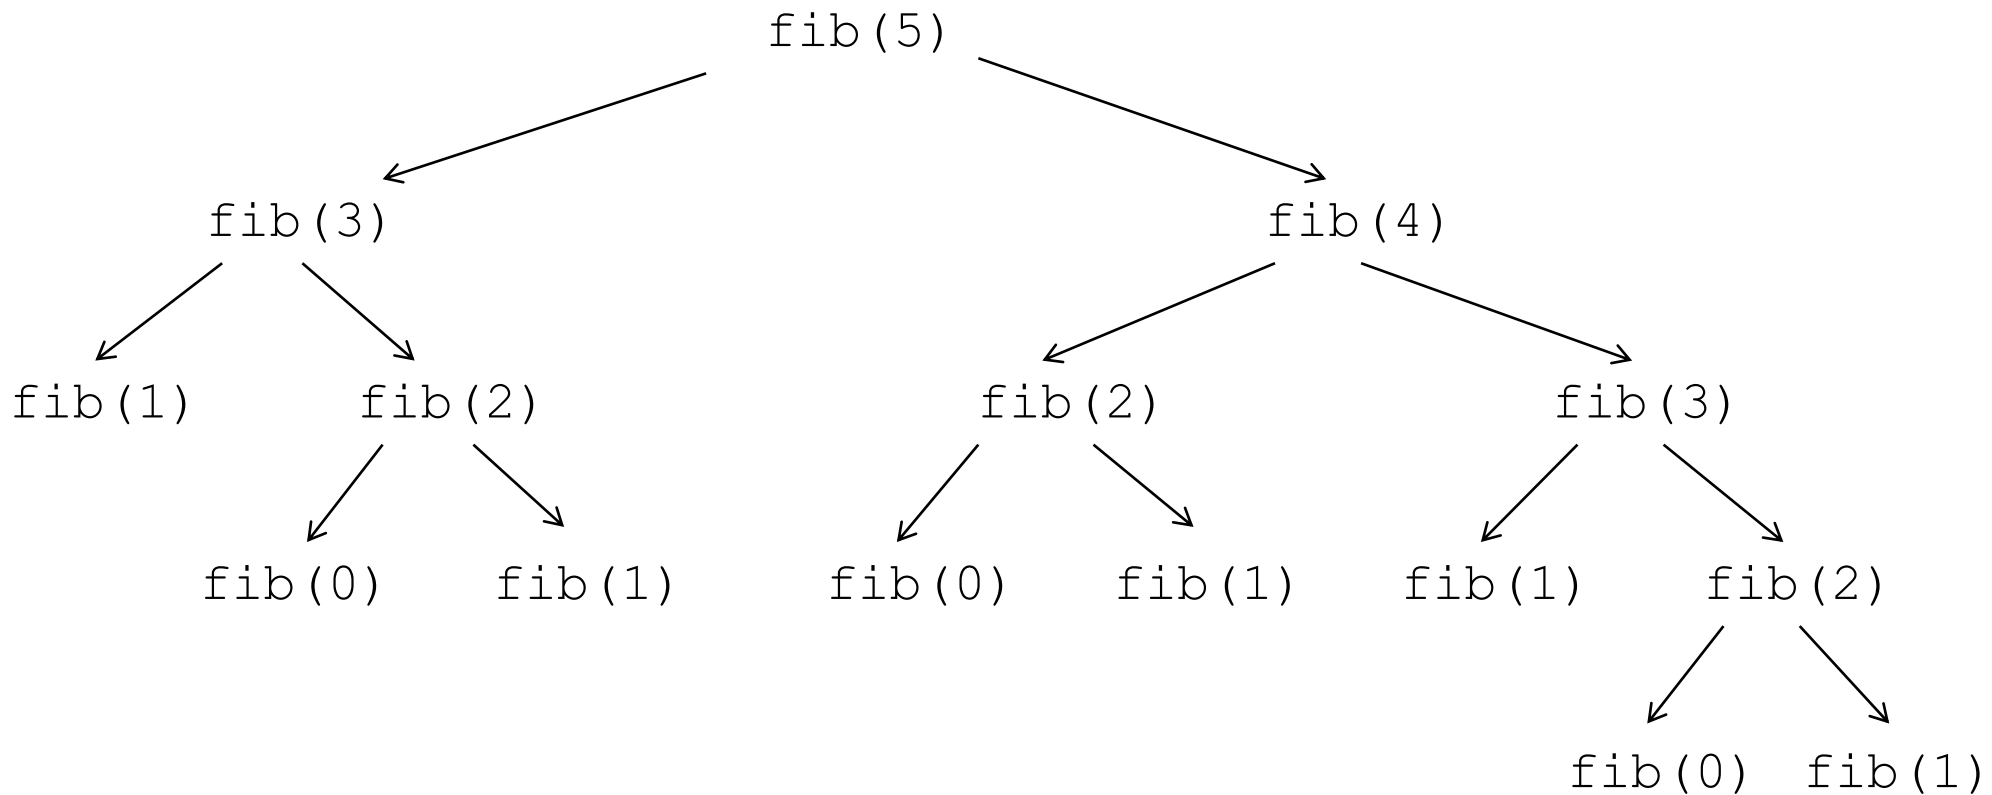 fib(5)
fib(3) fib(4)
fib(1) fib(2) fib(2) fib(3)
fib(0) fib(1) fib(0) fib(1) fib(1) fib(2)
fib(0) fib(1)